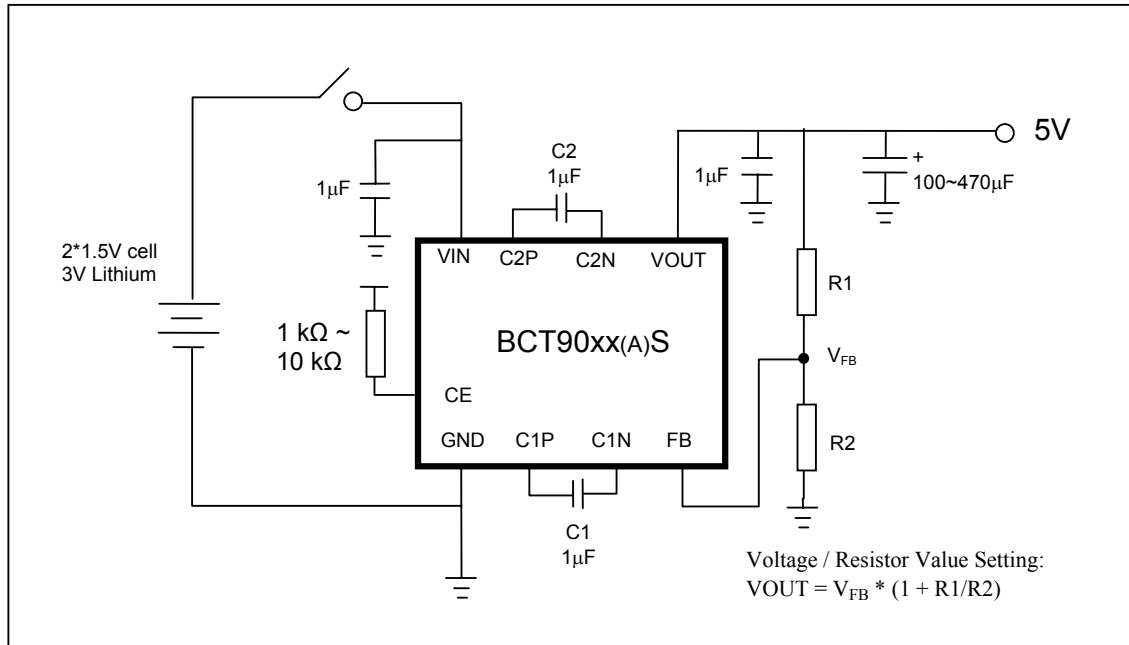 5V
C2
1μF
1μF
1μF
+
100~470μF
2*1.5V cell
3V Lithium
VIN
C2P
C2N
VOUT
R1
1 kΩ ~
10 kΩ
BCT90xx(A)S
VFB
CE
GND
C1P
C1N
FB
R2
C1
1μF
Voltage / Resistor Value Setting:
VOUT = VFB * (1 + R1/R2)